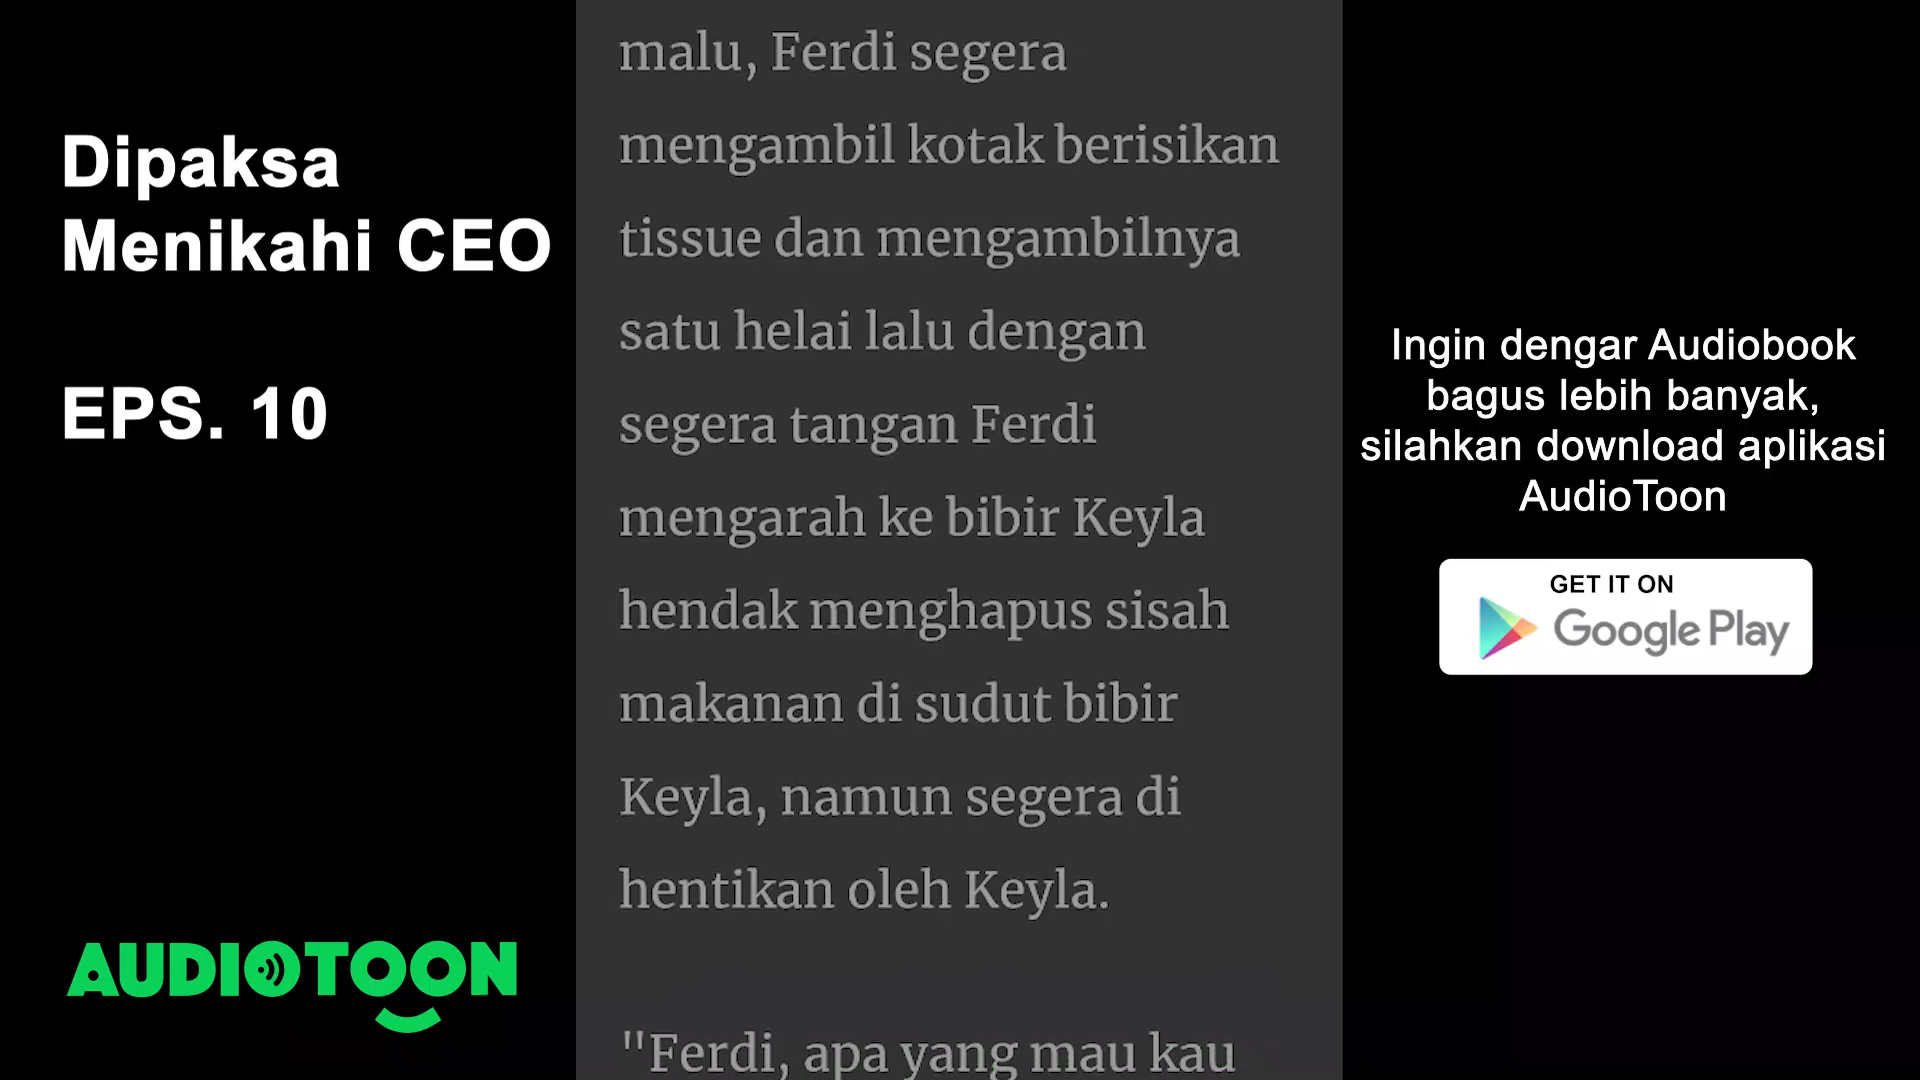 Dipaksa
Menikahi CEO
EPS. 10
AUDIOTOON
malu, Ferdi segera
mengambil kotak berisikan
tissue dan mengambilnya
satu helai lalu dengan
segera tangan Ferdi
mengarah ke bibir Keyla
hendak menghapus sisah
makanan di sudut bibir
Keyla, namun segera di
hentikan oleh Keyla.
"Ferdi, apa yang mau kau
Ingin dengar Audiobook
bagus lebih banyak,
silahkan download aplikasi
AudioToon
GET IT ON
Google Play